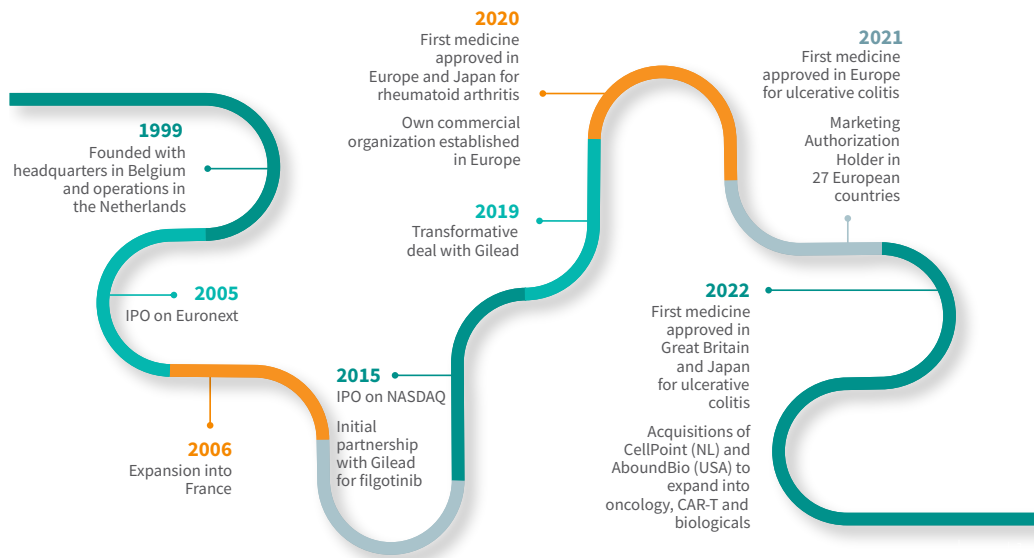 1999
Founded with
headquarters in Belgium
and operations in
the Netherlands
2005
IPO on Euronext
2006
Expansion into
France
2015
IPO on NASDAQ
Initial
partnership
with Gilead
for filgotinib
2019
Transformative
deal with Gilead
2020
First medicine
approved in
Europe and Japan for
rheumatoid arthritis
Own commercial
organization established
in Europe
2021
First medicine
approved in Europe
for ulcerative colitis
Marketing
Authorization
Holder in
27 European
countries
2022
First medicine
approved in
Great Britain
and Japan
for ulcerative
colitis
Acquisitions of
CellPoint (NL) and
AboundBio (USA) to
expand into
oncology, CAR-T and
biologicals